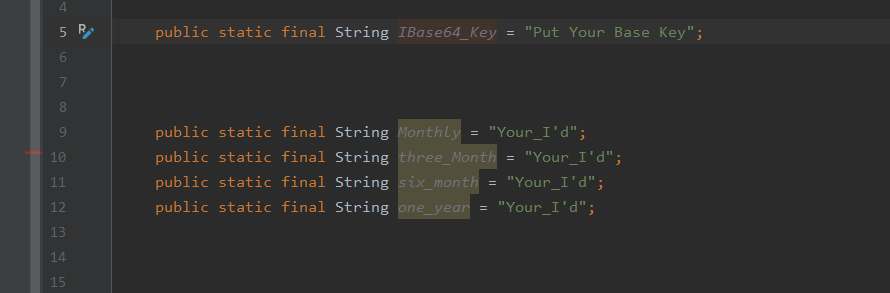 4
5 public static final String IBase64_Key = "Put Your Base Key";
6
7
8
9 public static final String Monthly = "Your_I'd";
10 public static final String three_Month = "Your_I'd";
11 public static final String six_month = "Your_I'd";
12 public static final String one_year = "Your_I'd";
13
14
15